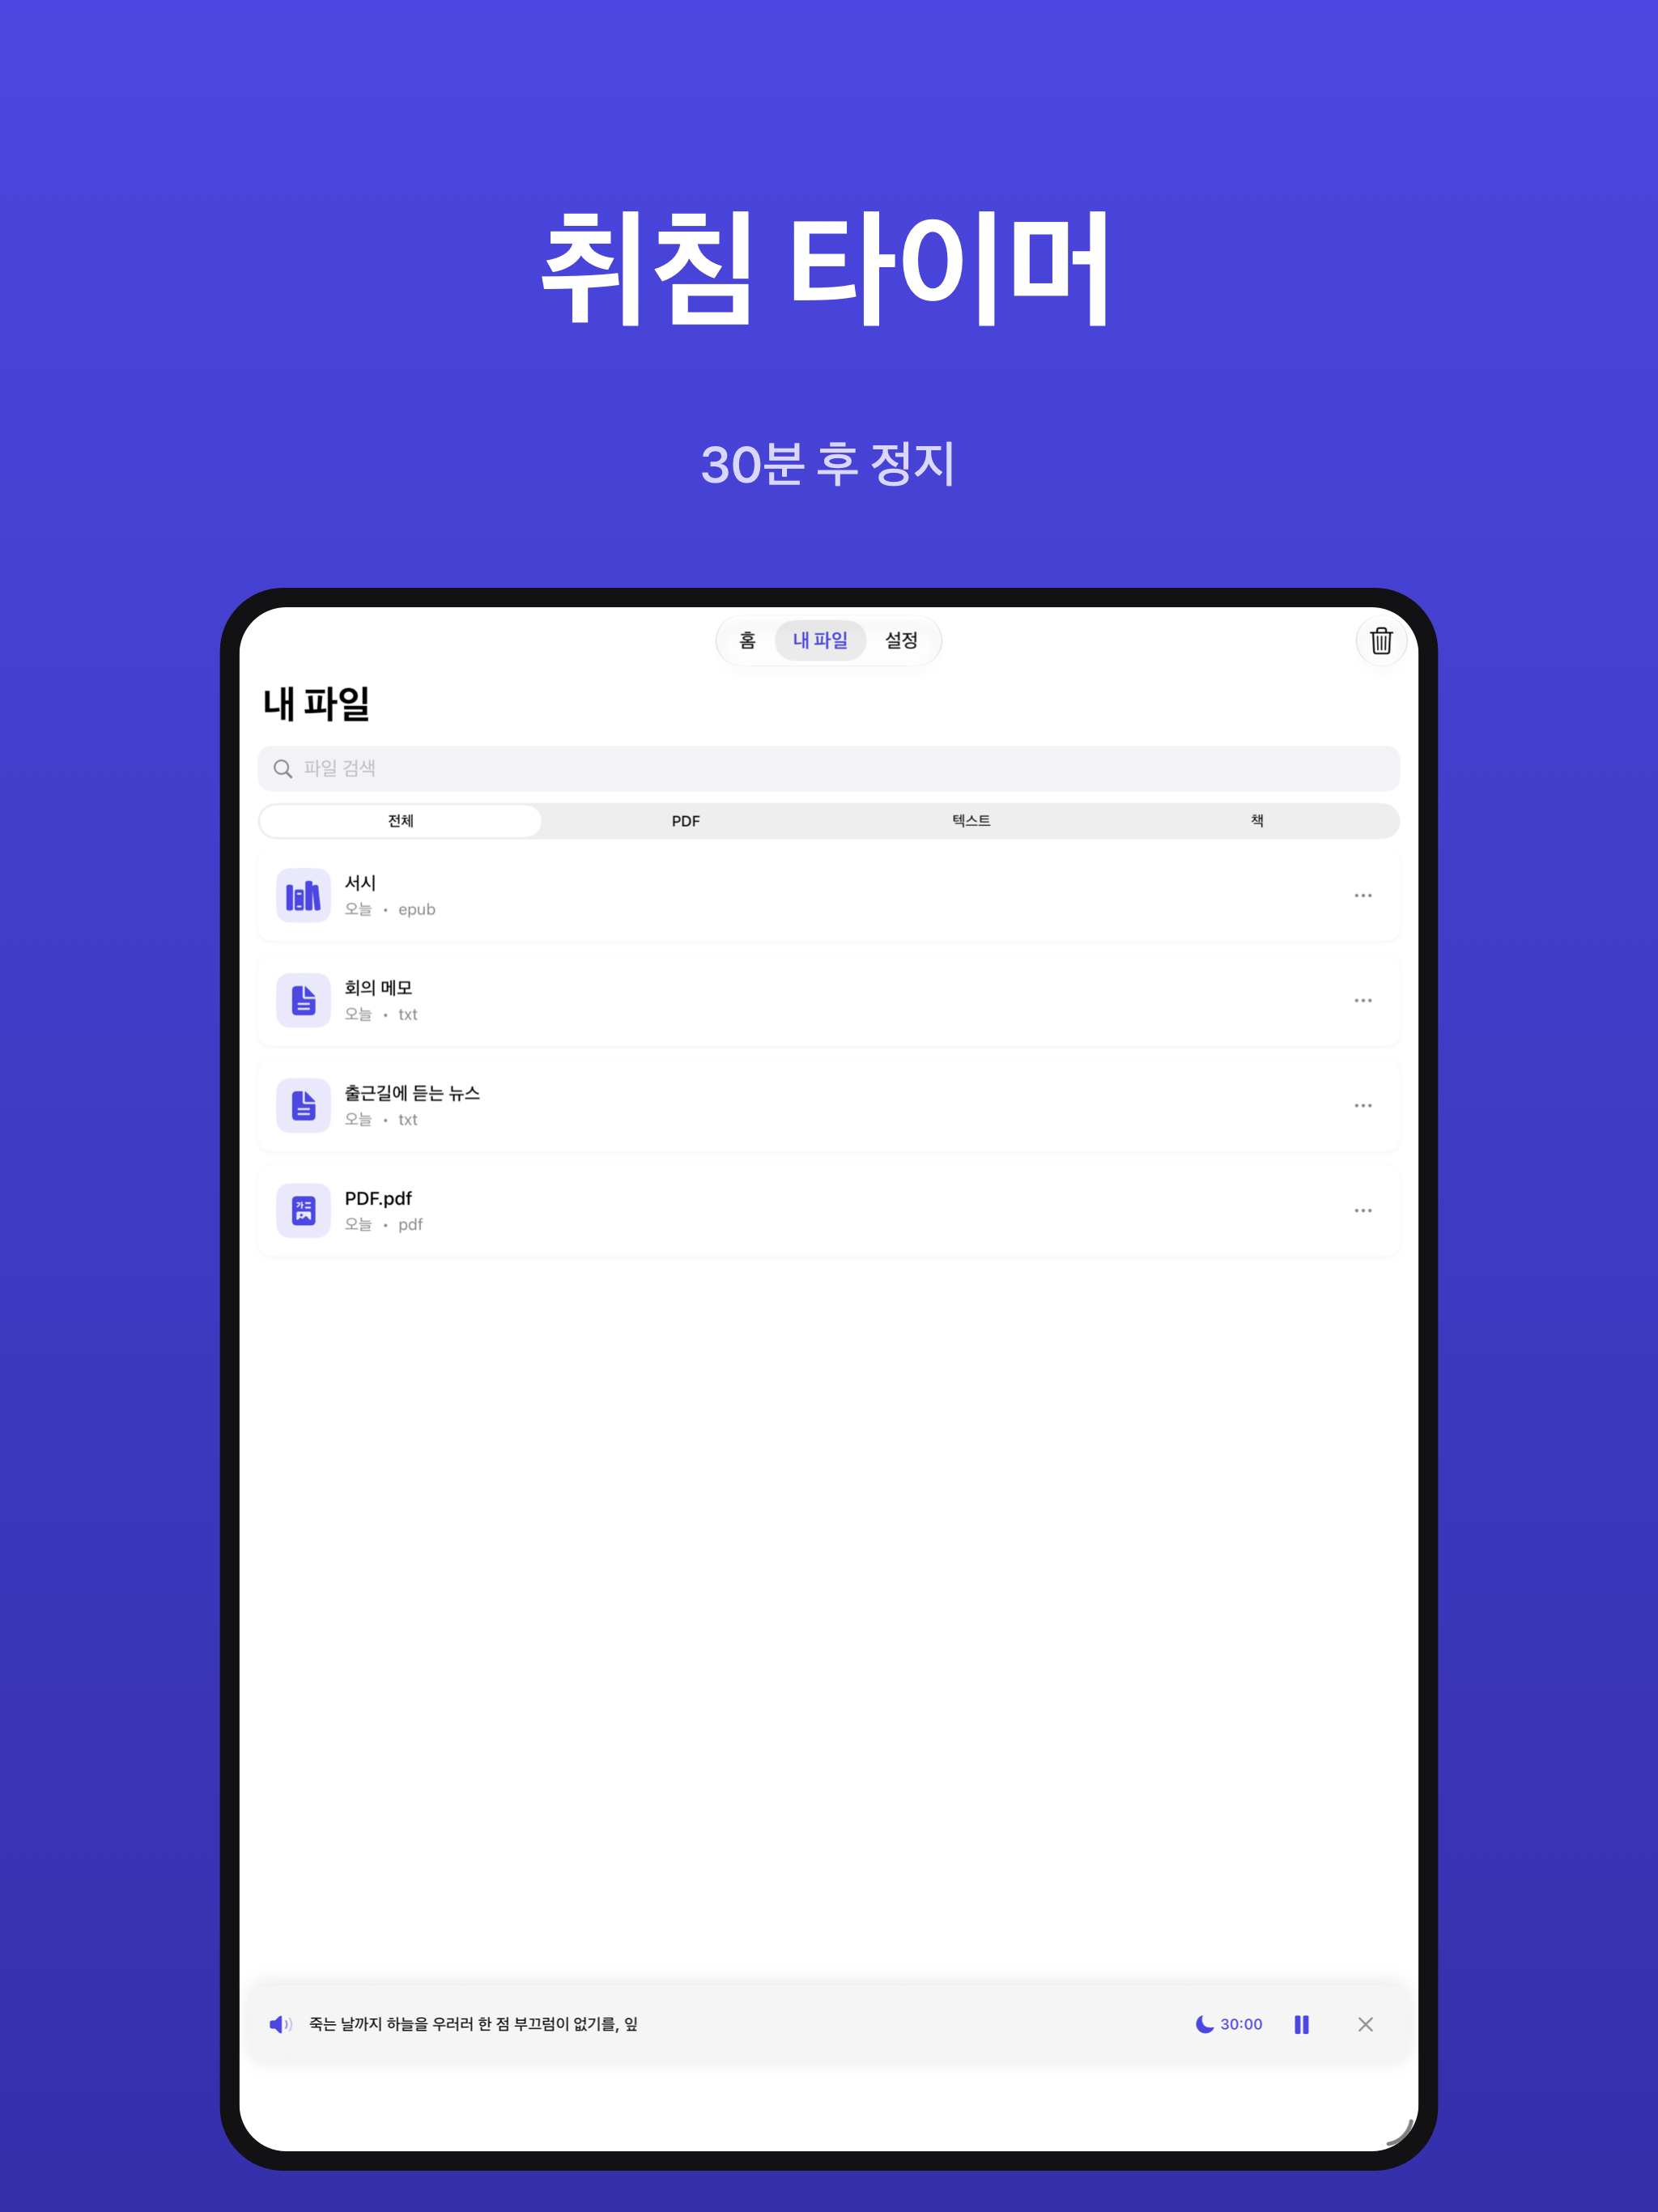 취침 타이머
30분 후 정지
홈 내 파일 설정
내 파일
파일 검색
전체 PDF 텍스트 책
서시
오늘 • epub
회의 메모
오늘 • txt
출근길에 듣는 뉴스
오늘 • txt
PDF.pdf
오늘 • pdf
죽는 날까지 하늘을 우러러 한 점 부끄럼이 없기를, 잎 30:00